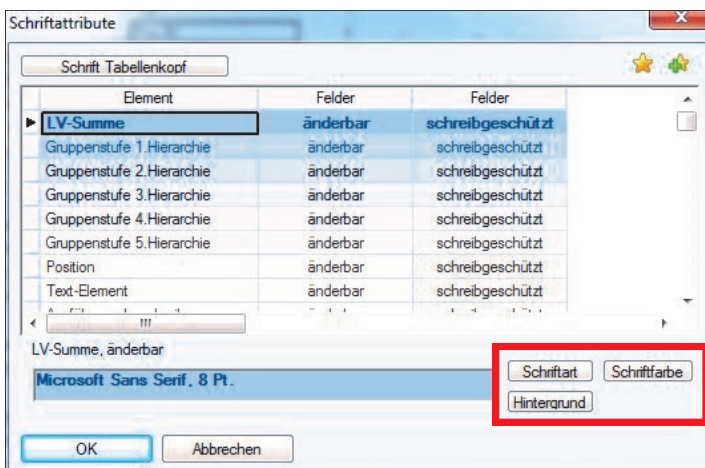 Schriftattribute
Schrift Tabellenkopf
Element Felder Felder
LV-Summe änderbar schreibgeschützt
Gruppenstufe 1.Hierarchie änderbar schreibgeschützt
Gruppenstufe 2.Hierarchie änderbar schreibgeschützt
Gruppenstufe 3.Hierarchie änderbar schreibgeschützt
Gruppenstufe 4.Hierarchie änderbar schreibgeschützt
Gruppenstufe 5.Hierarchie änderbar schreibgeschützt
Position änderbar schreibgeschützt
Text-Element änderbar schreibgeschützt
LV-Summe, änderbar
Microsoft Sans Serif, 8 Pt.
Schriftart Schriftfarbe
Hintergrund
OK Abbrechen